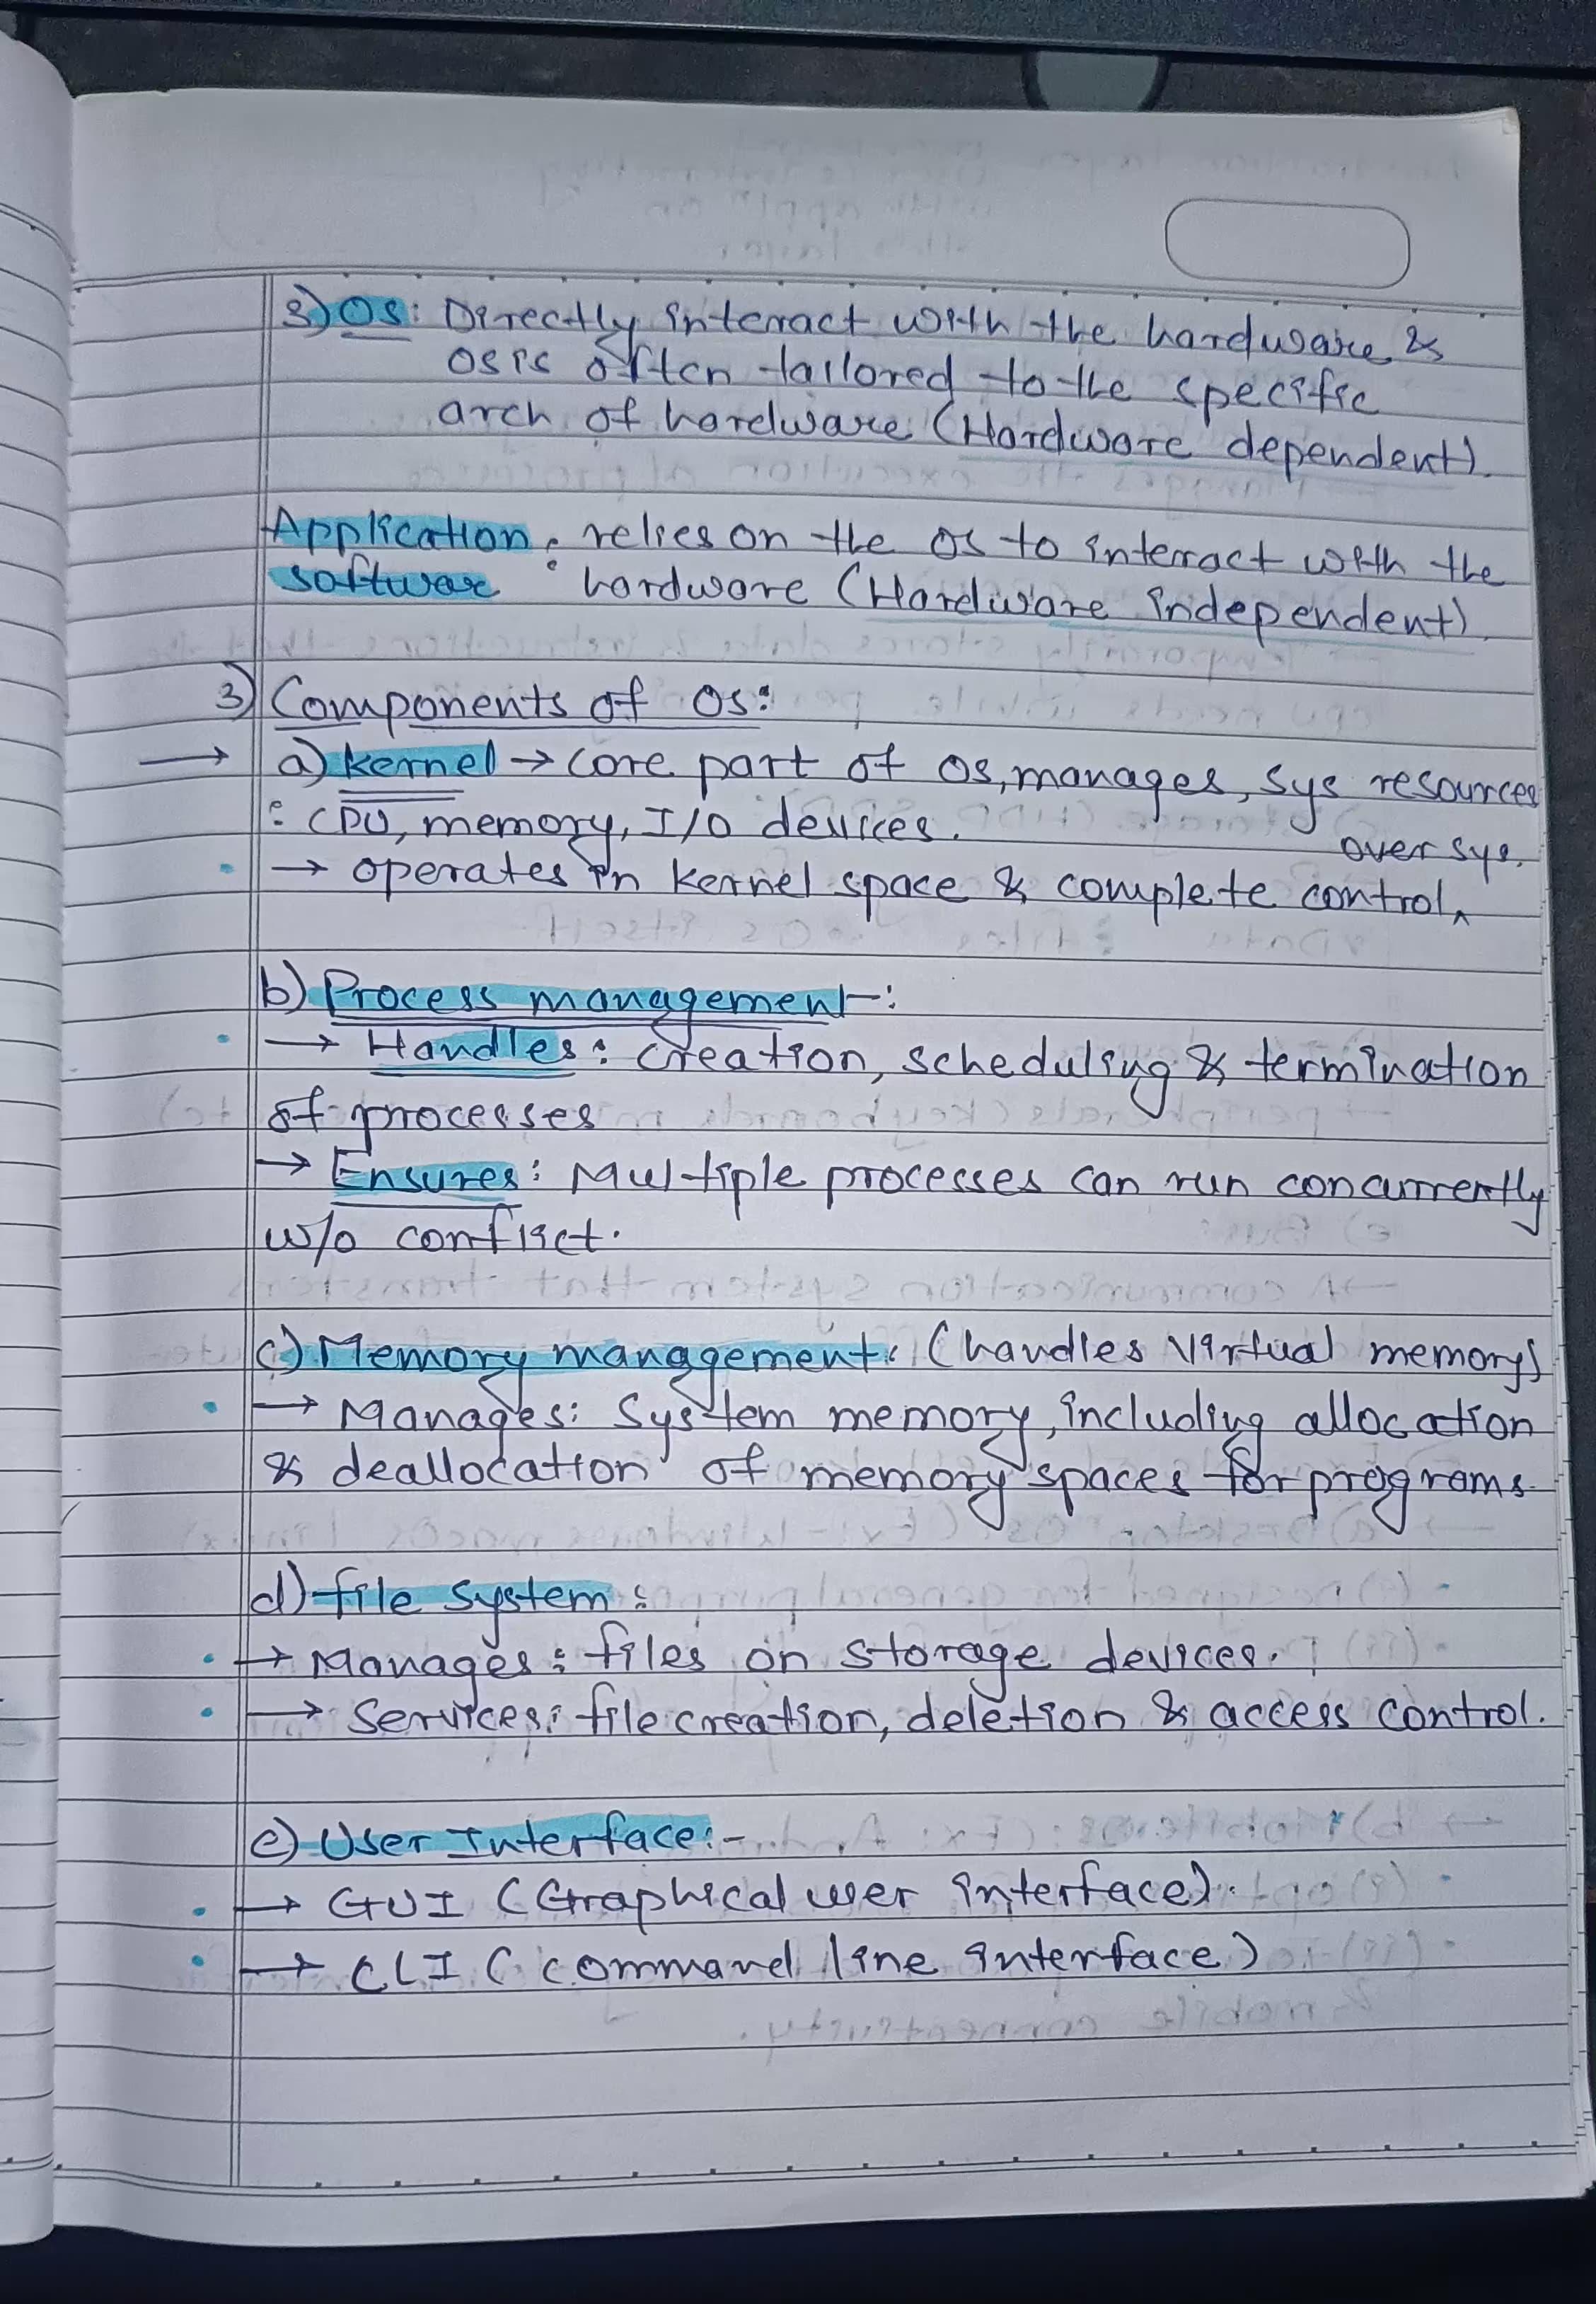 3) OS: Directly interact with the hardware &
OS is often tailored to the specific
arch of hardware (Hardware dependent).
Application : relies on the OS to interract with the
software hardware (Hardware independent).
3) Components of OS:
→ a) kernel → core part of OS, manages, sys resources
: CPU, memory, I/O devices.
→ operates in kernel space & complete control ^ over sys.
b) Process management-:
→ Handles: creation, scheduling & termination
of processes
→ Ensures: Multiple processes can run concurrently
w/o conflict.
c) Memory management: (handles virtual memory)
→ Manages: System memory, including allocation
& deallocation of memory spaces for programs.
d) file system:
→ Manages: files on storage devices.
→ Services: file creation, deletion & access control.
e) User Interface:-
→ GUI (Graphical user interface).
→ CLI (command line interface)